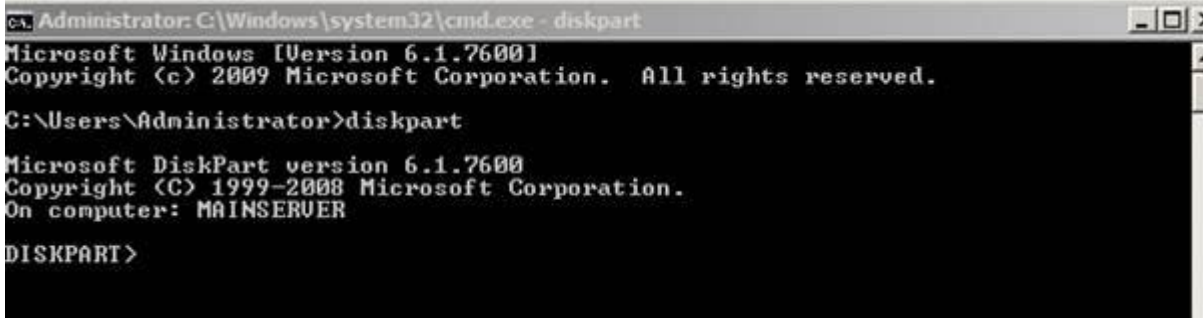 Administrator: C:\Windows\system32\cmd.exe - diskpart
Microsoft Windows [Version 6.1.7600]
Copyright (c) 2009 Microsoft Corporation.  All rights reserved.
C:\Users\Administrator>diskpart
Microsoft DiskPart version 6.1.7600
Copyright (C) 1999-2008 Microsoft Corporation.
On computer: MAINSERVER
DISKPART>